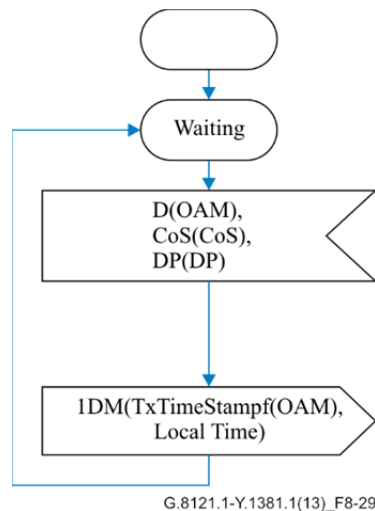 Waiting
D(OAM),
CoS(CoS),
DP(DP)
1DM(TxTimeStampf(OAM),
Local Time)
G.8121.1-Y.1381.1(13)_F8-29